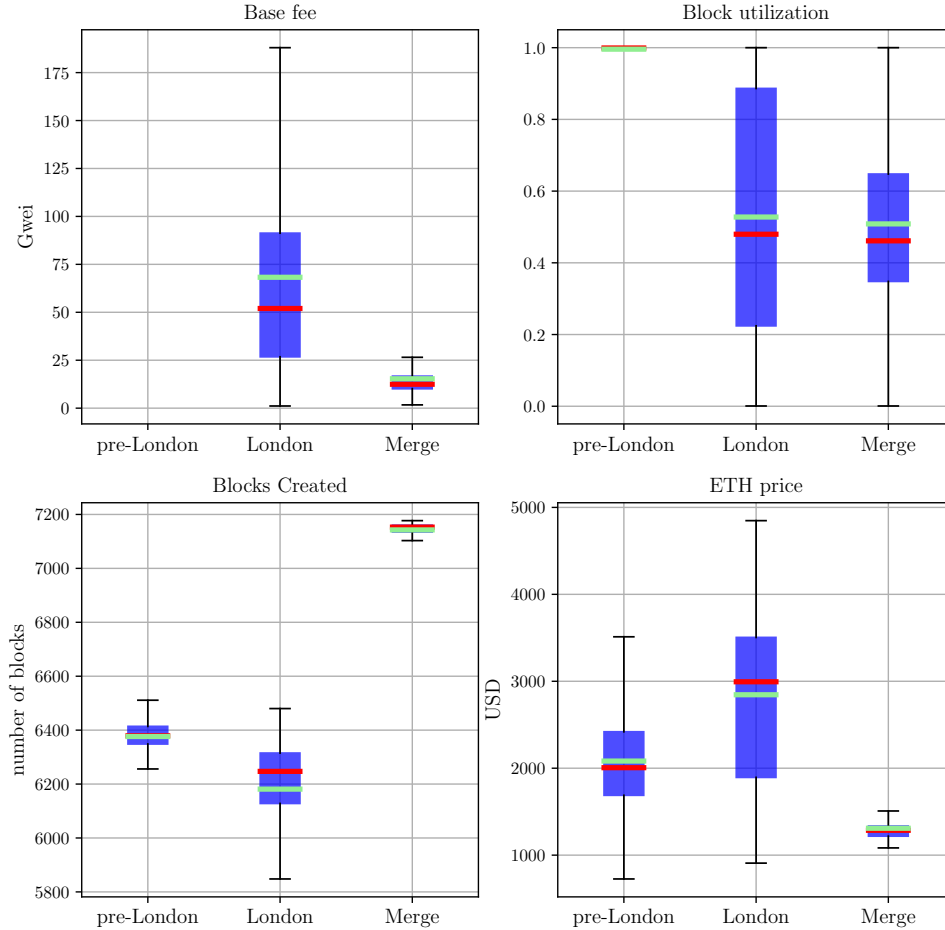 Base fee
Gwei
175
150
125
100
75
50
25
0
pre-London London Merge
Block utilization
1.0
0.8
0.6
0.4
0.2
0.0
pre-London London Merge
Blocks Created
number of blocks
7200
7000
6800
6600
6400
6200
6000
5800
pre-London London Merge
ETH price
USD
5000
4000
3000
2000
1000
pre-London London Merge